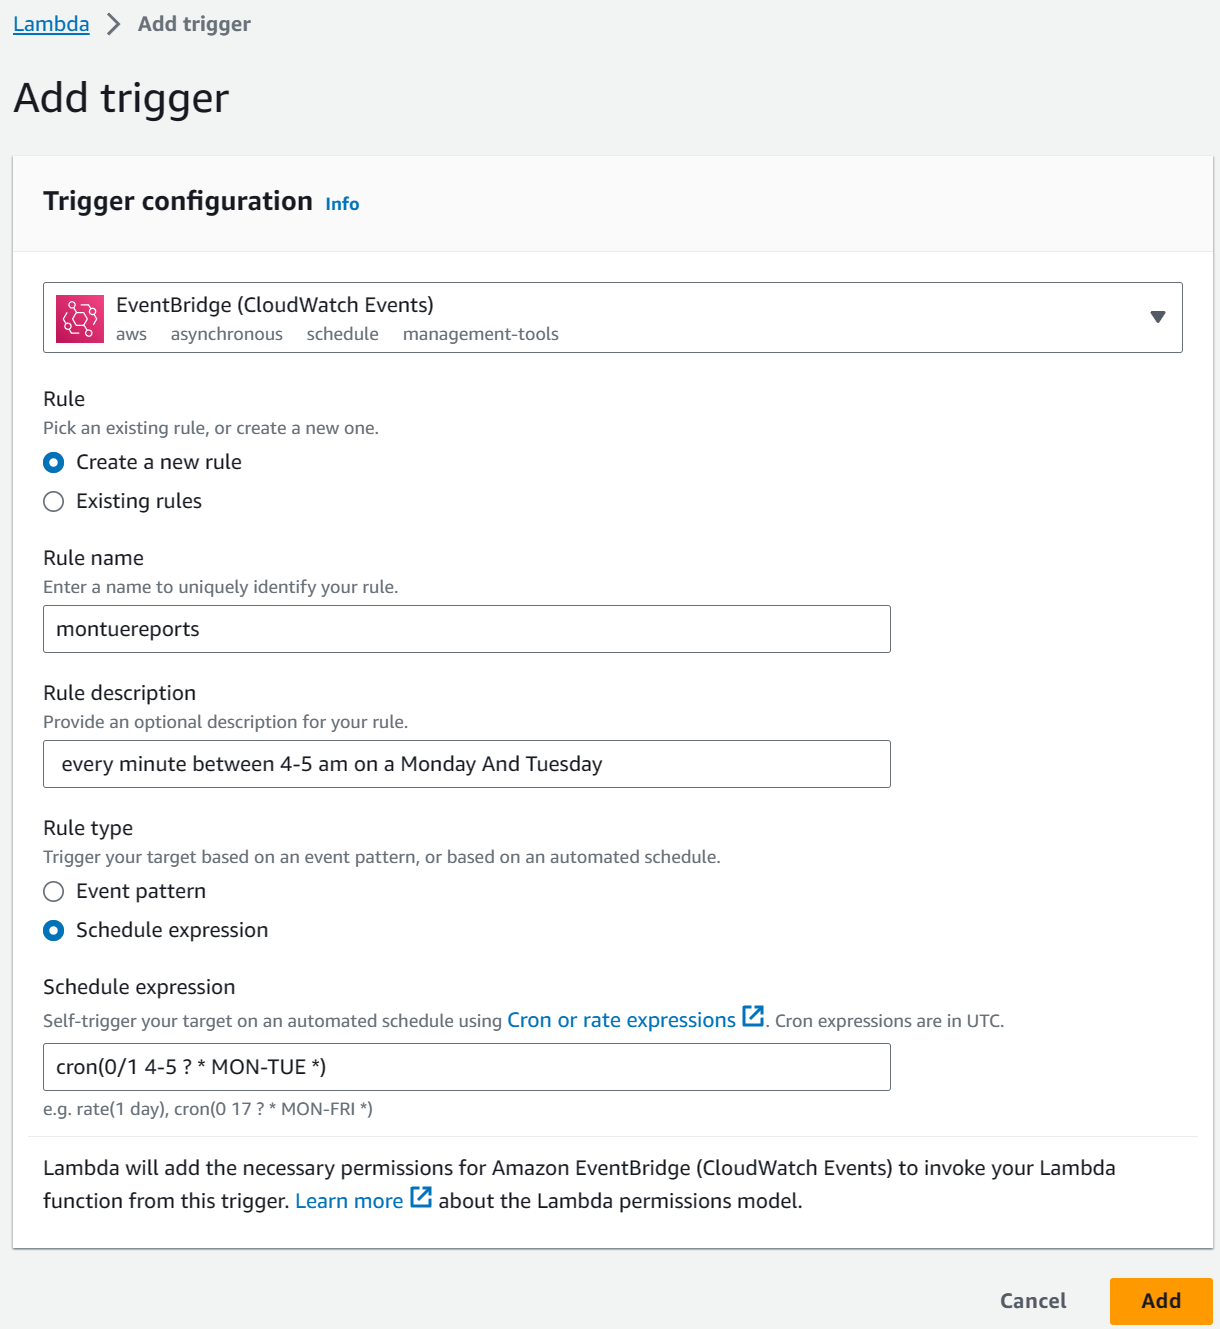 Lambda > Add trigger
Add trigger
Trigger configuration Info
EventBridge (CloudWatch Events)
aws asynchronous schedule management-tools
Rule
Pick an existing rule, or create a new one.
Create a new rule
Existing rules
Rule name
Enter a name to uniquely identify your rule.
montuereports
Rule description
Provide an optional description for your rule.
every minute between 4-5 am on a Monday And Tuesday
Rule type
Trigger your target based on an event pattern, or based on an automated schedule.
Event pattern
Schedule expression
Schedule expression
Self-trigger your target on an automated schedule using Cron or rate expressions. Cron expressions are in UTC.
cron(0/1 4-5 ? * MON-TUE *)
e.g. rate(1 day), cron(0 17 ? * MON-FRI *)
Lambda will add the necessary permissions for Amazon EventBridge (CloudWatch Events) to invoke your Lambda
function from this trigger. Learn more about the Lambda permissions model.
Cancel Add